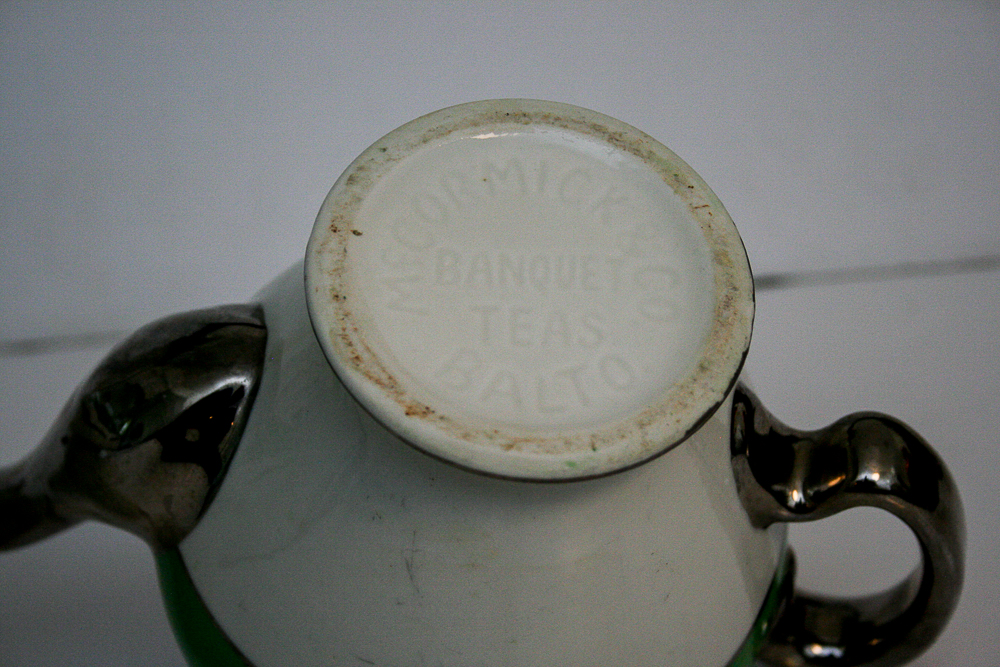 McCORMICK & CO
BANQUET
TEAS
BALTO